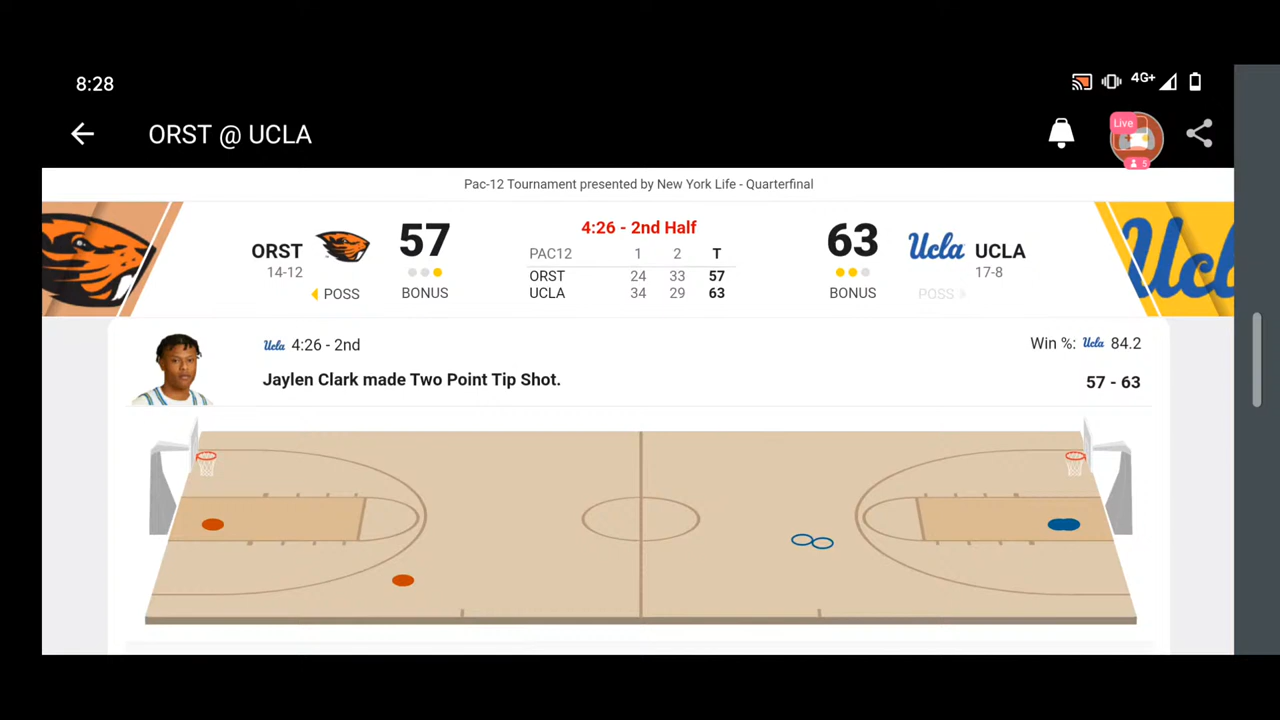 8:28
4G+
ORST @ UCLA
Live
5
Pac-12 Tournament presented by New York Life - Quarterfinal
4:26 - 2nd Half
ORST
14-12
57
POSS
BONUS
PAC12 1 2 T
ORST 24 33 57
UCLA 34 29 63
63
BONUS
Ucla
UCLA
17-8
POSS
Ucl
Ucla 4:26 - 2nd
Win %: Ucla 84.2
Jaylen Clark made Two Point Tip Shot.
57 - 63